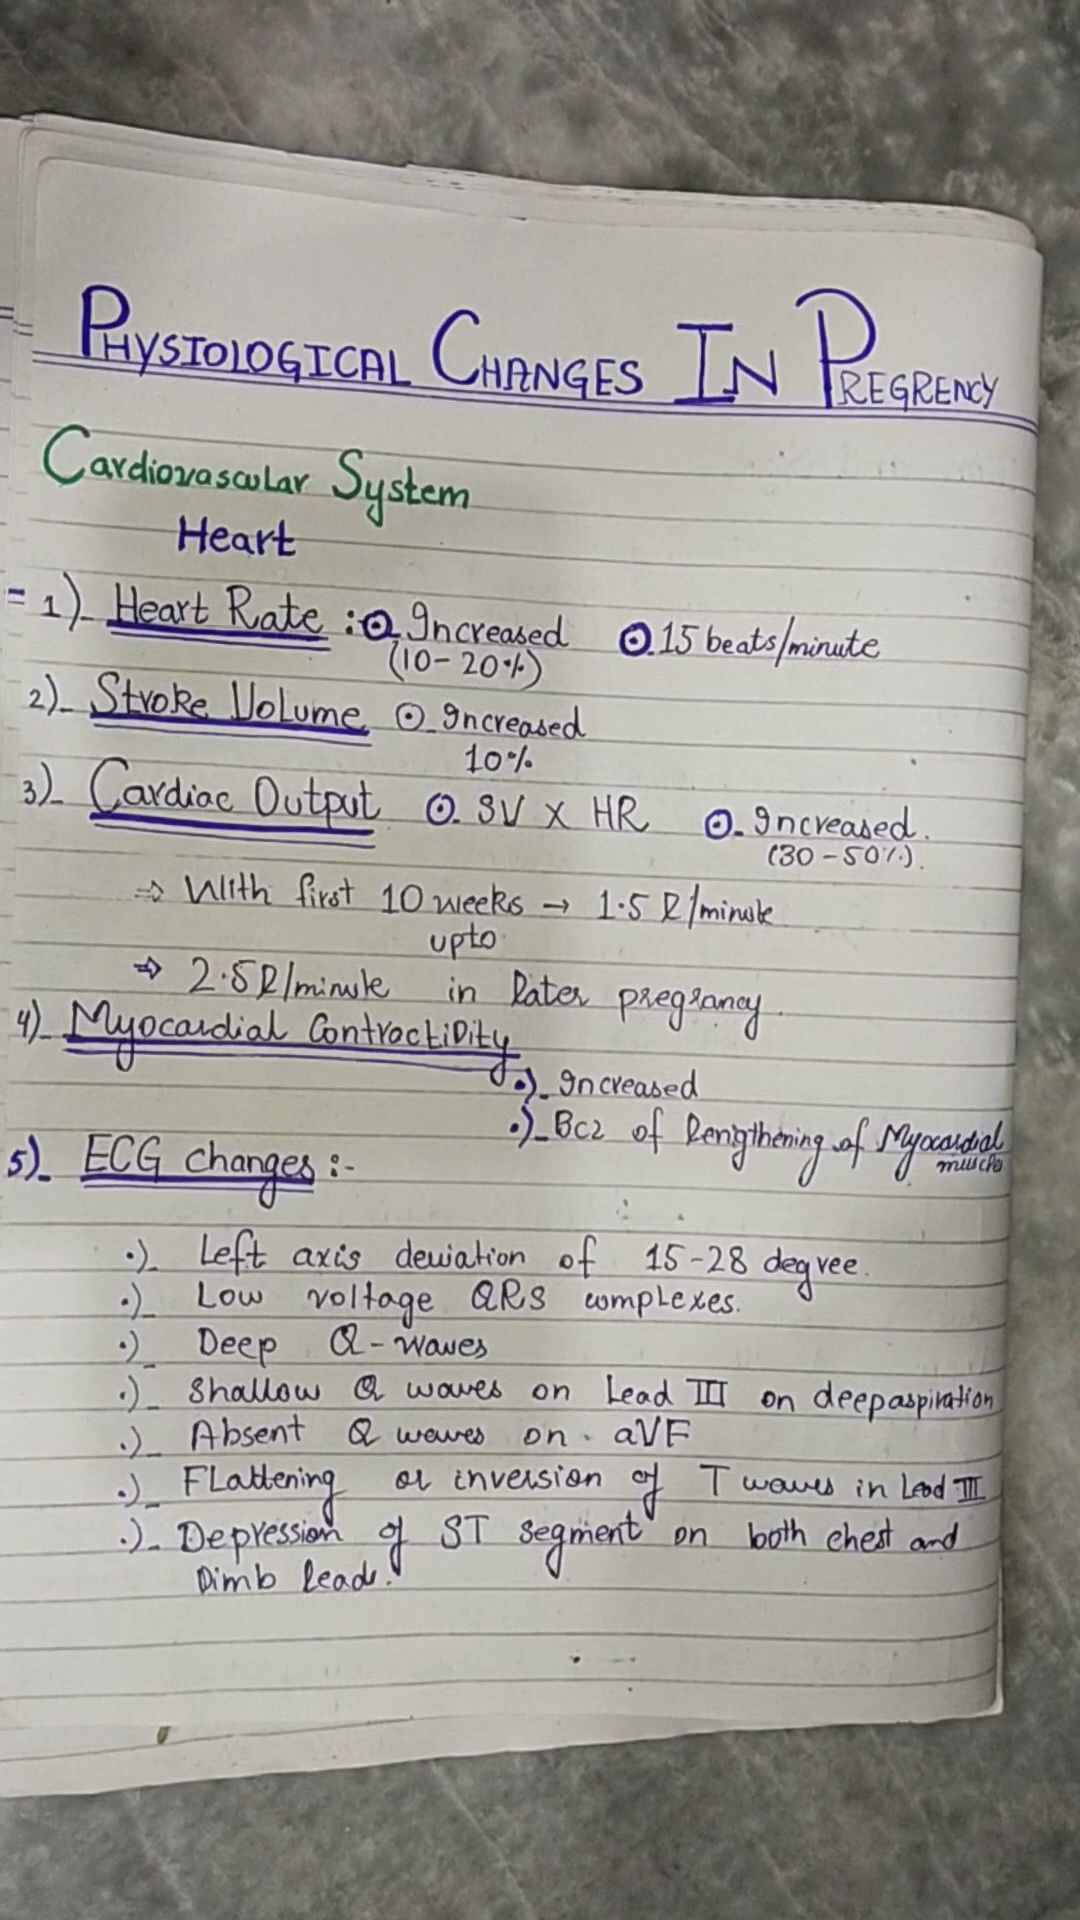 PHYSIOLOGICAL CHANGES IN PREGRENCY
Cardiovascular System
Heart
= 1)- Heart Rate : Increased 15 beats/minute
(10-20%)
2)- Stroke Volume Increased
10%
3)- Cardiac Output SV X HR Increased.
(30-50%).
⇒ With first 10 weeks → 1.5 l/minute
upto
⇒ 2.5l/minute in later pregnancy.
4)- Myocardial Contractility
•)- Increased
•)- Bcz of lengthening of Myocardial
muscles
5)- ECG changes :-
•)- Left axis deviation of 15-28 degree.
•)- Low voltage QRS complexes.
•)- Deep Q-waves
•)- Shallow Q waves on Lead III on deepaspiration
•)- Absent Q waves on. aVF
•)- Flattening or inversion of T waves in Lead III
•)- Depression of ST segment on both chest and
limb leads.